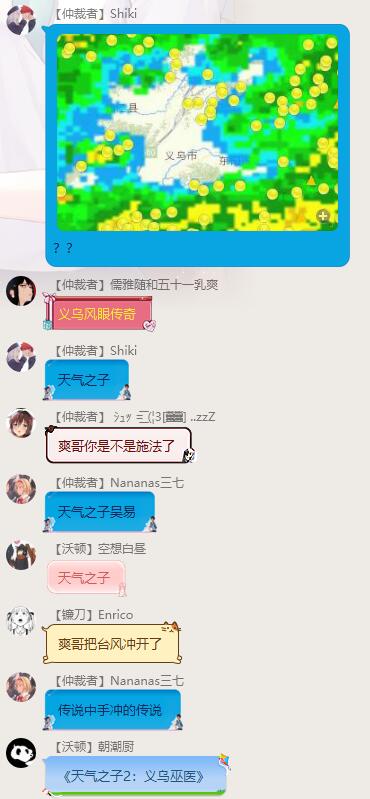 【仲裁者】Shiki
江县
义乌市
东阳
？？
【仲裁者】儒雅随和五十一乳爽
义乌风眼传奇
【仲裁者】Shiki
天气之子
【仲裁者】
..zzZ
爽哥你是不是施法了
【仲裁者】Nananas三七
天气之子吴易
【沃顿】空想白昼
天气之子
【镰刀】Enrico
爽哥把台风冲开了
【仲裁者】Nananas三七
传说中手冲的传说
【沃顿】朝潮厨
《天气之子2：义乌巫医》